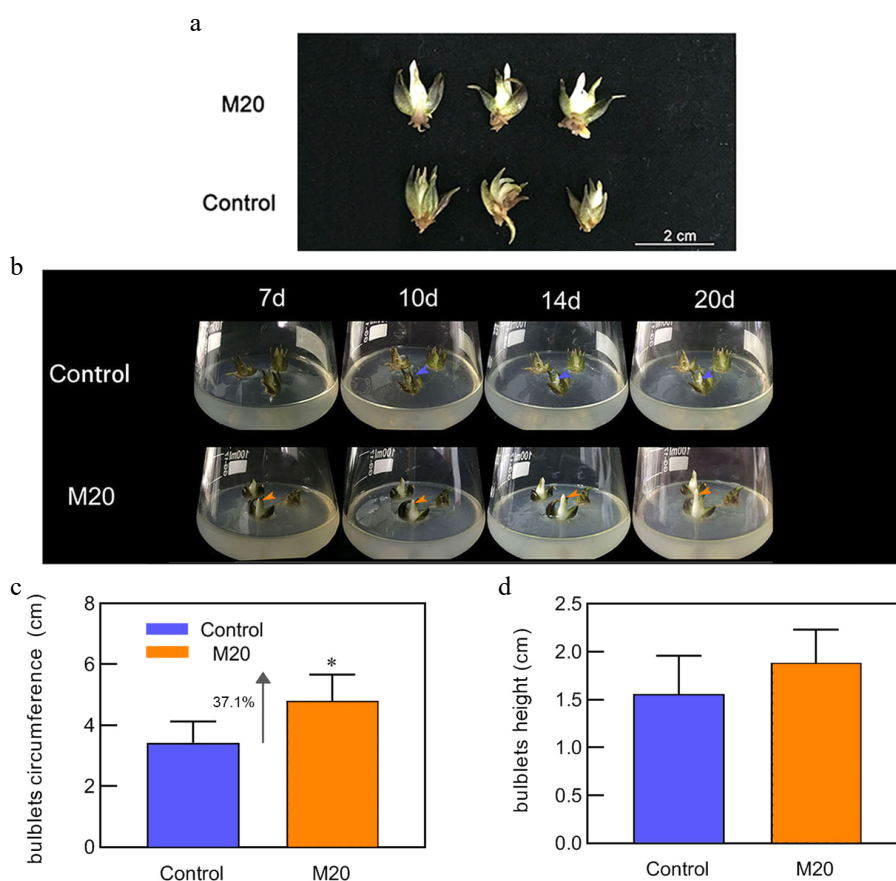 a
M20
Control
2 cm
b
7d
10d
14d
20d
Control
M20
c
bulblets circumference (cm)
8
6
4
2
0
Control
M20
37.1%
*
Control
M20
d
bulblets height (cm)
2.5
2.0
1.5
1.0
0.5
0.0
Control
M20